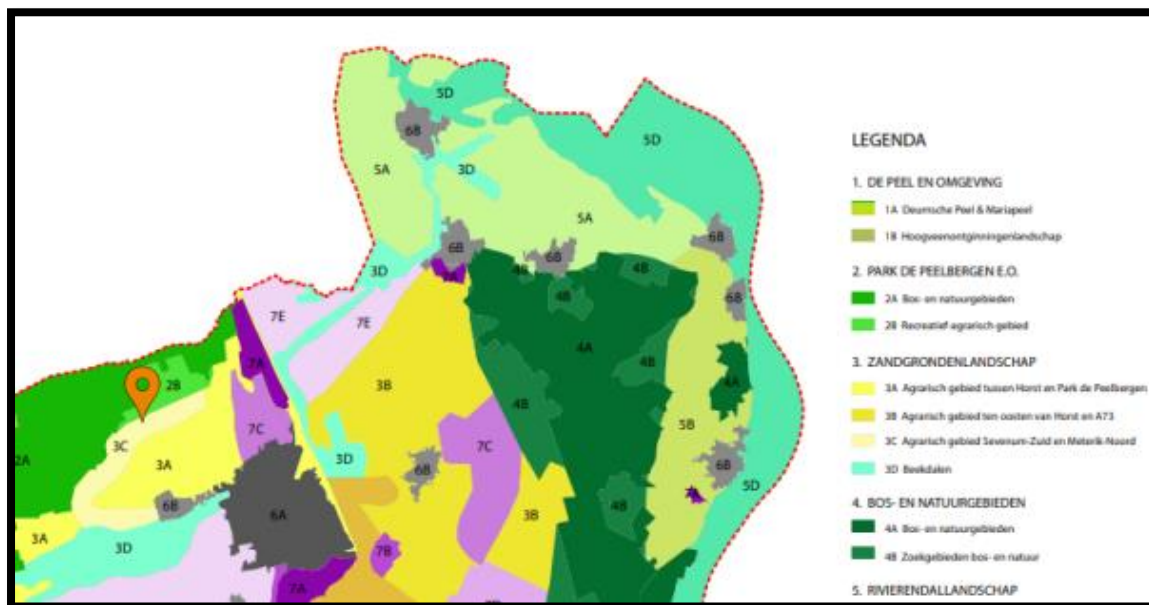 5D
6B
5D
5A
3D
5A
6B
6B
6B
4B
4B
3D
7A
4B
6B
7E
7E
4A
4B
7A
2B
3B
4A
4B
3C
7C
7C
5B
2A
3A
3D
6B
6B
5D
6B
6A
3B
4B
3A
3D
7B
7A
LEGENDA
1. DE PEEL EN OMGEVING
1A Deurnsche Peel & Mariapeel
1B Hoogveenontginningenlandschap
2. PARK DE PEELBERGEN E.O.
2A Bos- en natuurgebieden
2B Recreatief agrarisch gebied
3. ZANDGRONDENLANDSCHAP
3A Agrarisch gebied tussen Horst en Park de Peelbergen
3B Agrarisch gebied ten oosten van Horst en A73
3C Agrarisch gebied Sevenum-Zuid en Meterik-Noord
3D Beekdalen
4. BOS- EN NATUURGEBIEDEN
4A Bos- en natuurgebieden
4B Zoekgebieden bos- en natuur
5. RIVIERENDALLANDSCHAP